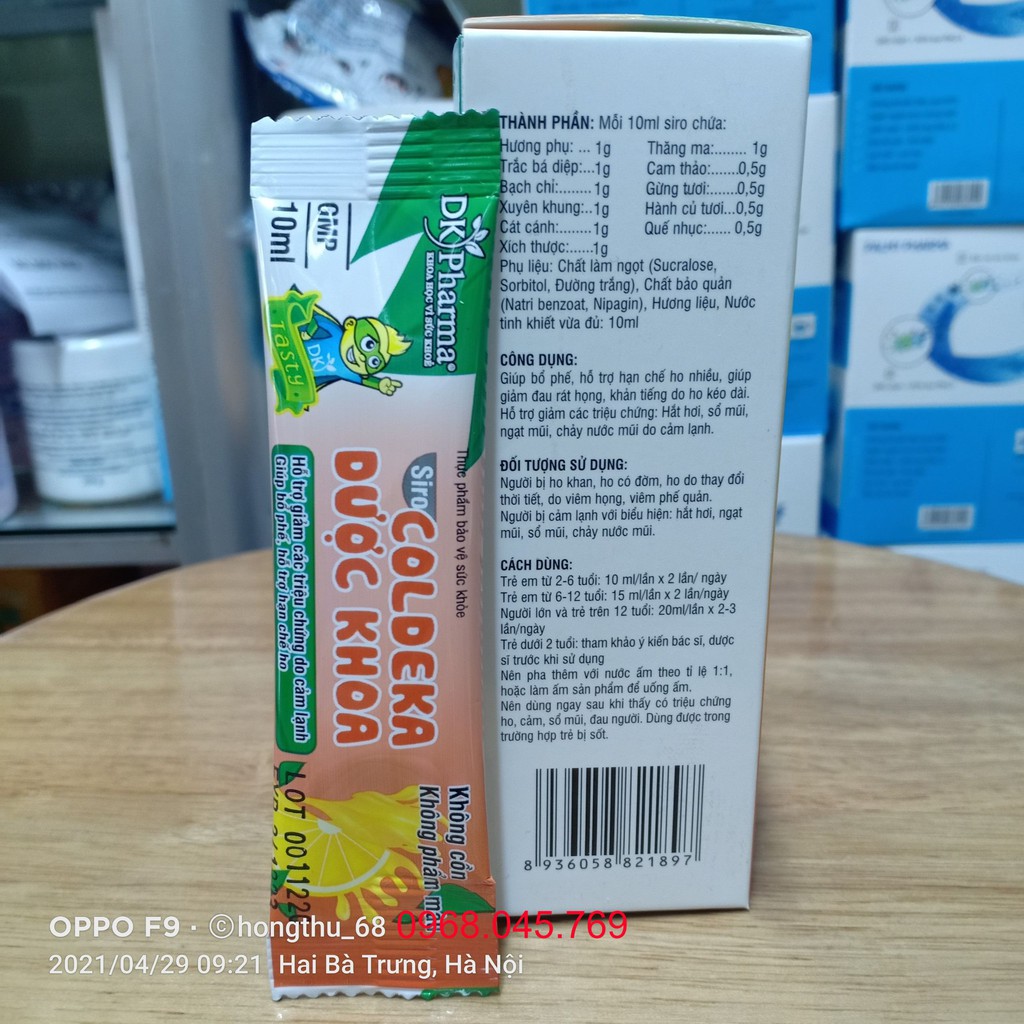 THÀNH PHẦN: Mỗi 10ml siro chứa:
Hương phụ: ... 1g Thăng ma:........ 1g
Trắc bá diệp:...1g Cam thảo:.......0,5g
Bạch chỉ:........ 1g Gừng tươi:......0,5g
Xuyên khung:..1g Hành củ tươi...0,5g
Cát cánh:........ 1g Quế nhục:...... 0,5g
Xích thược:......1g
Phụ liệu: Chất làm ngọt (Sucralose,
Sorbitol, Đường trắng), Chất bảo quản
(Natri benzoat, Nipagin), Hương liệu, Nước
tinh khiết vừa đủ: 10ml
CÔNG DỤNG:
Giúp bổ phế, hỗ trợ hạn chế ho nhiều, giúp
giảm đau rát họng, khản tiếng do ho kéo dài.
Hỗ trợ giảm các triệu chứng: Hắt hơi, sổ mũi,
ngạt mũi, chảy nước mũi do cảm lạnh.
ĐỐI TƯỢNG SỬ DỤNG:
Người bị ho khan, ho có đờm, ho do thay đổi
thời tiết, do viêm họng, viêm phế quản.
Người bị cảm lạnh với biểu hiện: hắt hơi, ngạt
mũi, sổ mũi, chảy nước mũi.
CÁCH DÙNG:
Trẻ em từ 2-6 tuổi: 10 ml/lần x 2 lần/ ngày
Trẻ em từ 6-12 tuổi: 15 ml/lần x 2 lần/ngày
Người lớn và trẻ trên 12 tuổi: 20ml/lần x 2-3
lần/ngày
Trẻ dưới 2 tuổi: tham khảo ý kiến bác sĩ, dược
sĩ trước khi sử dụng
Nên pha thêm với nước ấm theo tỉ lệ 1:1,
hoặc làm ấm sản phẩm để uống ấm.
Nên dùng ngay sau khi thấy có triệu chứng
ho, cảm, sổ mũi, đau người. Dùng được trong
trường hợp trẻ bị sốt.
8 936058 821897
DK Pharma
KHOA HỌC VÌ SỨC KHOẺ
GMP
10ml
DK
Tasty
Thực phẩm bảo vệ sức khỏe
Siro COLDEKA
DƯỢC KHOA
Hỗ trợ giảm các triệu chứng do cảm lạnh
Giúp bổ phế, hỗ trợ hạn chế ho
Không cồn
Không phẩm
LOT 001122
OPPO F9 · ©hongthu_68 0968.045.769
2021/04/29 09:21 Hai Bà Trưng, Hà Nội